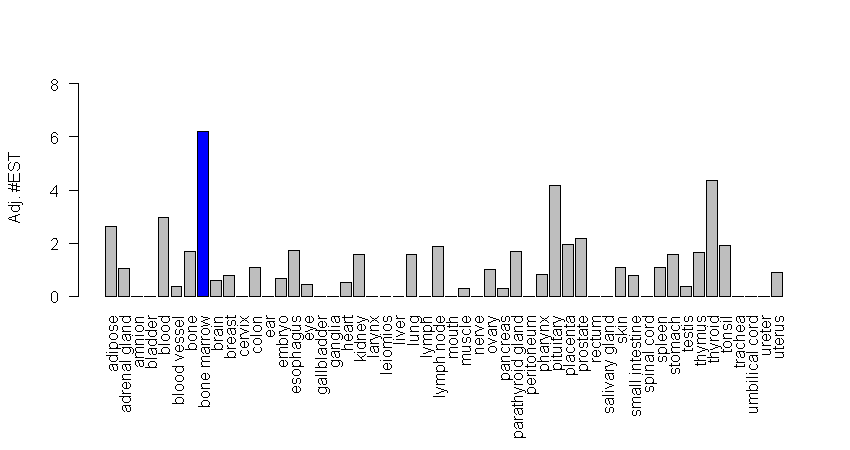 Adj. #EST
8
6
4
2
0
adipose
adrenal gland
amnion
bladder
blood
blood vessel
bone
bone marrow
brain
breast
cervix
colon
ear
embryo
esophagus
eye
gallbladder
ganglia
heart
kidney
larynx
leiomios
liver
lung
lymph
lymph node
mouth
muscle
nerve
ovary
pancreas
parathyroid gland
peritoneum
pharynx
pituitary
placenta
prostate
rectum
salivary gland
skin
small intestine
spinal cord
spleen
stomach
testis
thymus
thyroid
tonsil
trachea
umbilical cord
ureter
uterus